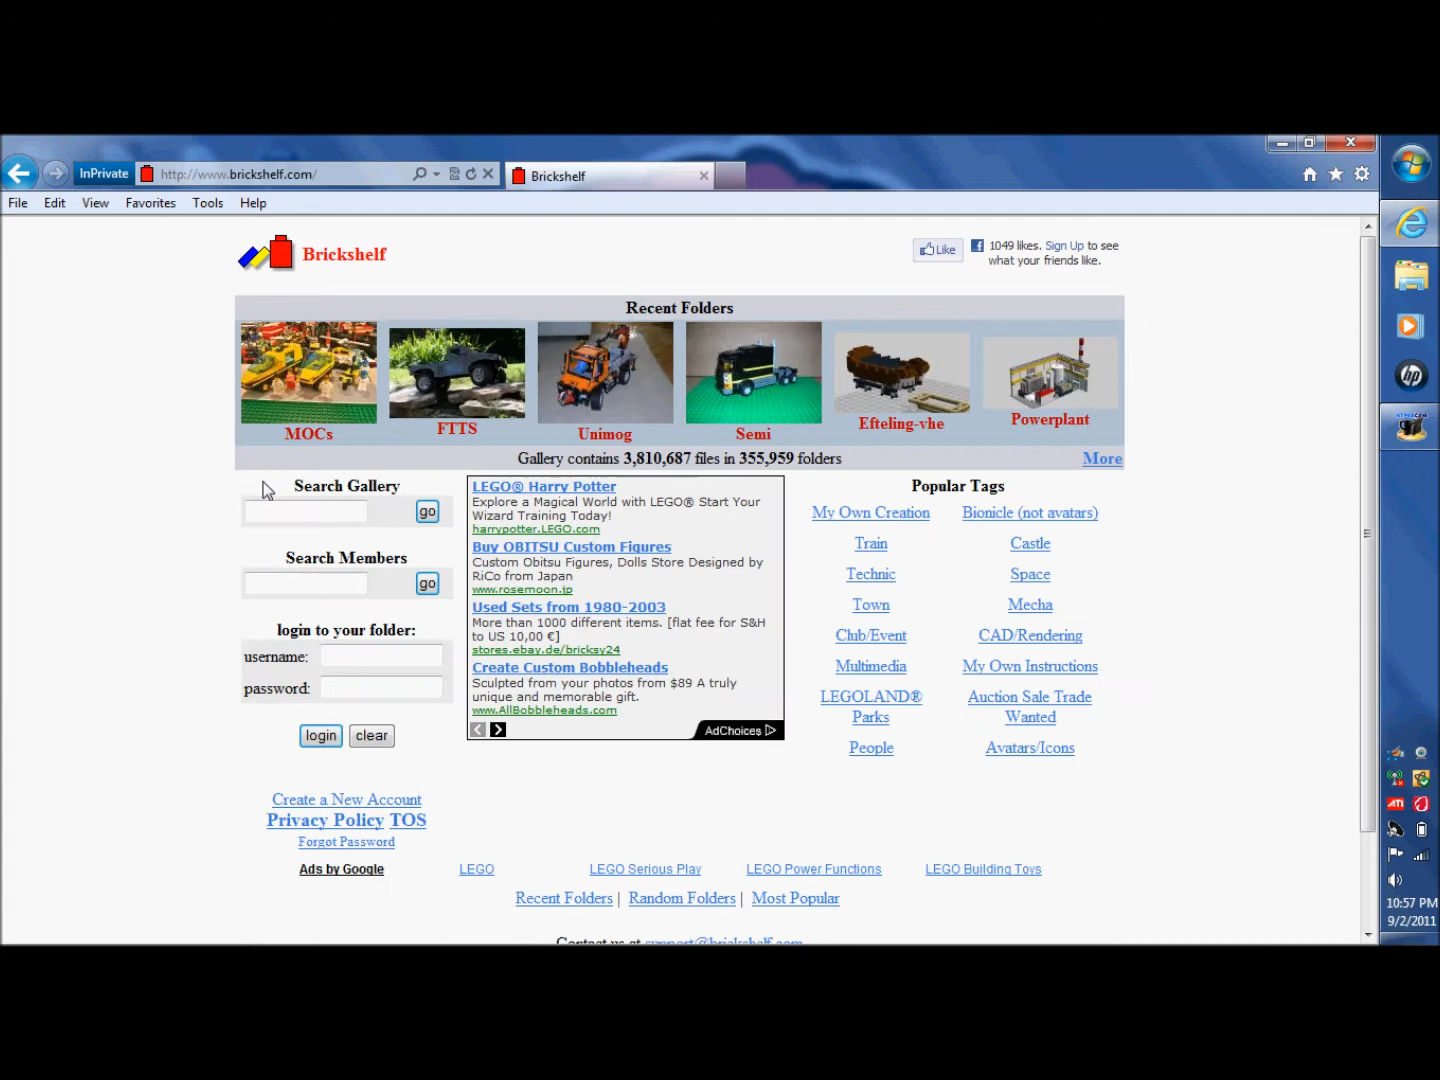 InPrivate
http://www.brickshelf.com/
Brickshelf
File Edit View Favorites Tools Help
Brickshelf
Like
1049 likes. Sign Up to see
what your friends like.
Recent Folders
MOCs
FTTS
Unimog
Semi
Efteling-vhe
Powerplant
Gallery contains 3,810,687 files in 355,959 folders
More
Search Gallery
go
Search Members
go
login to your folder:
username:
password:
login clear
Create a New Account
Privacy Policy TOS
Forgot Password
LEGO® Harry Potter
Explore a Magical World with LEGO® Start Your
Wizard Training Today!
harrypotter.LEGO.com
Buy OBITSU Custom Figures
Custom Obitsu Figures, Dolls Store Designed by
RiCo from Japan
www.rosemoon.jp
Used Sets from 1980-2003
More than 1000 different items. [flat fee for S&H
to US 10,00 €]
stores.ebay.de/bricksy24
Create Custom Bobbleheads
Sculpted from your photos from $89 A truly
unique and memorable gift.
www.AllBobbleheads.com
AdChoices
Popular Tags
My Own Creation Bionicle (not avatars)
Train Castle
Technic Space
Town Mecha
Club/Event CAD/Rendering
Multimedia My Own Instructions
LEGOLAND® Auction Sale Trade
Parks Wanted
People Avatars/Icons
Ads by Google LEGO LEGO Serious Play LEGO Power Functions LEGO Building Toys
Recent Folders | Random Folders | Most Popular
Contact us at support@brickshelf.com
hp
ATI
10:57 PM
9/2/2011